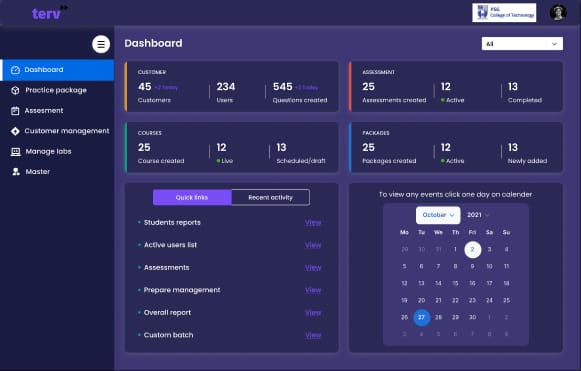 terv
PSG
College of Technology
Dashboard
All
Dashboard
Practice package
Assesment
Customer management
Manage labs
Master
CUSTOMER
45 +2 Today
Customers
234
Users
545 +2 Today
Questions created
ASSESSMENT
25
Assessments created
12
Active
13
Completed
COURSES
25
Course created
12
Live
13
Scheduled/draft
PACKAGES
25
Packages created
12
Active
13
Newly added
Quick links
Recent activity
Students reports View
Active users list View
Assessments View
Prepare management View
Overall report View
Custom batch View
To view any events click one day on calender
October 2021
Mo Tu We Th Fri Sa Su
29 30 31 1 2 3 4
5 6 7 8 9 10 11
12 13 14 15 16 17 18
19 20 21 22 23 24 25
26 27 28 29 30 1 2
3 4 5 6 7 8 9